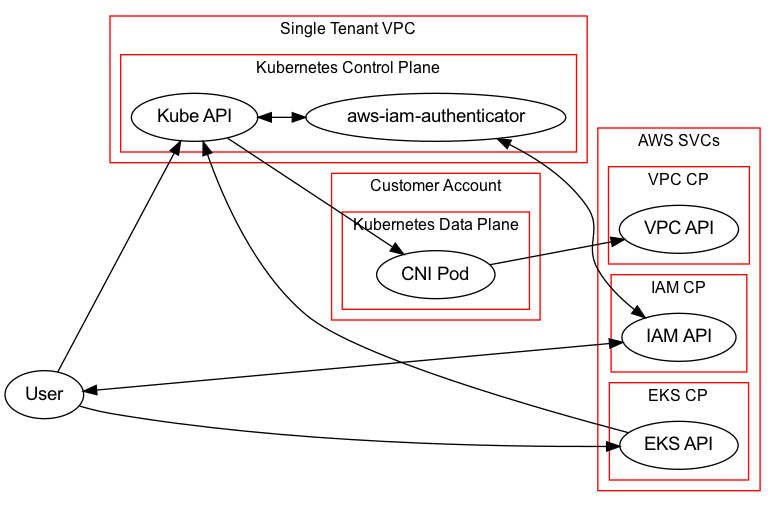 Single Tenant VPC
Kubernetes Control Plane
Kube API
aws-iam-authenticator
AWS SVCs
VPC CP
VPC API
Customer Account
Kubernetes Data Plane
CNI Pod
IAM CP
IAM API
User
EKS CP
EKS API